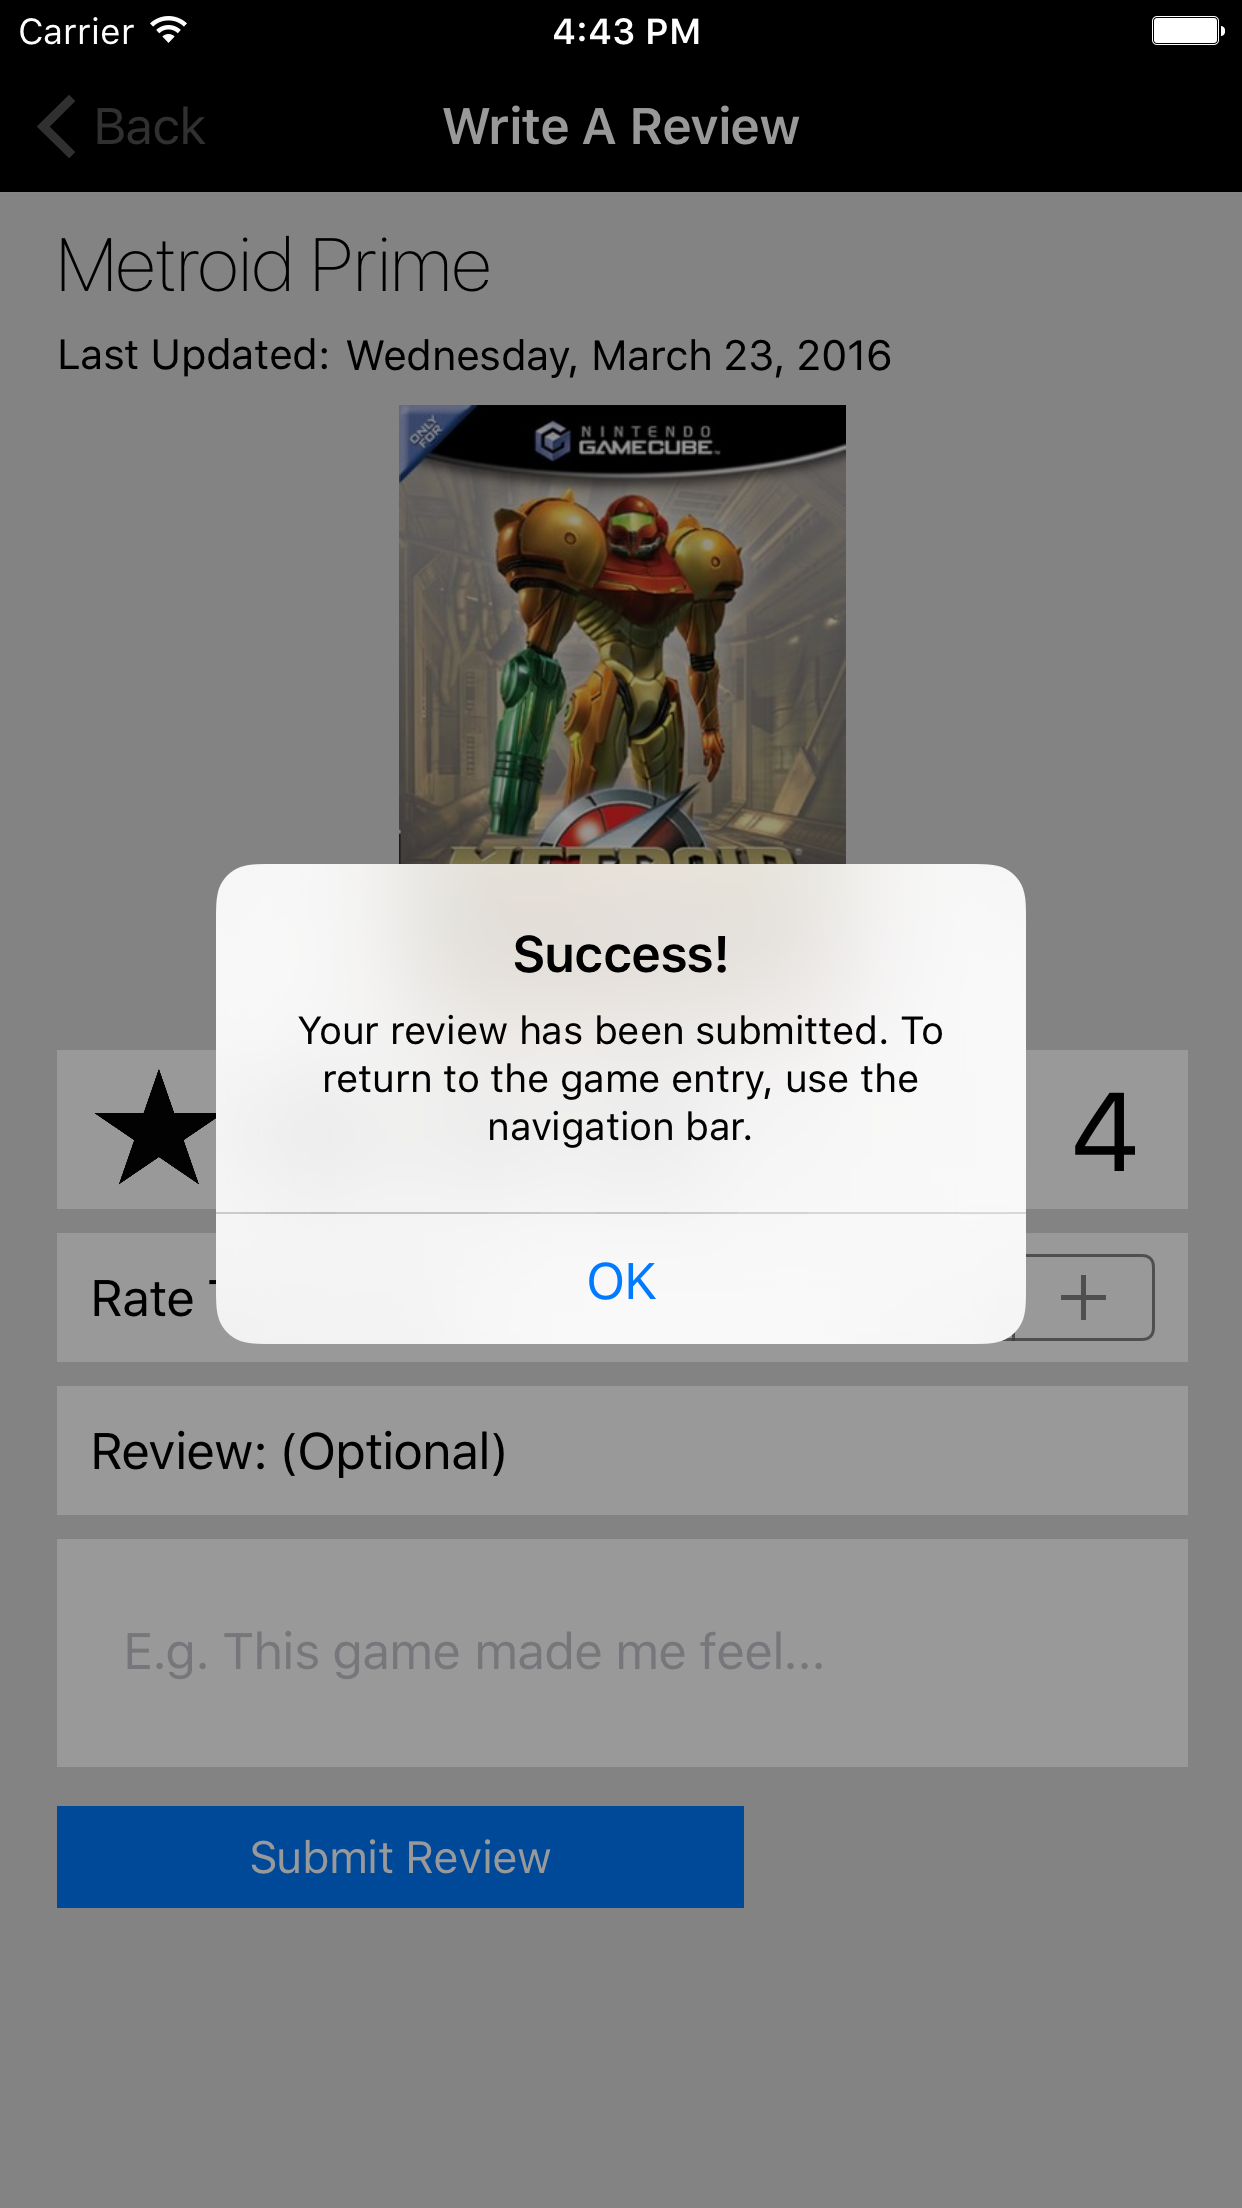 Carrier 4:43 PM
Back Write A Review
Metroid Prime
Last Updated: Wednesday, March 23, 2016
ONLY
FOR
NINTENDO
GAMECUBE™
METROID
Success!
Your review has been submitted. To
return to the game entry, use the
navigation bar.
4
Rate
OK
Review: (Optional)
E.g. This game made me feel...
Submit Review